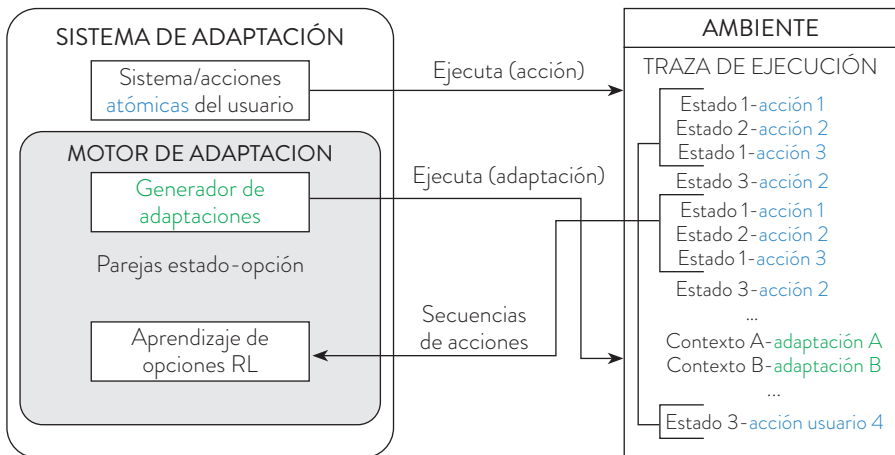 SISTEMA DE ADAPTACIÓN
Sistema/acciones
atómicas del usuario
MOTOR DE ADAPTACION
Generador de
adaptaciones
Parejas estado-opción
Aprendizaje de
opciones RL
Ejecuta (acción)
Ejecuta (adaptación)
Secuencias
de acciones
AMBIENTE
TRAZA DE EJECUCIÓN
Estado 1-acción 1
Estado 2-acción 2
Estado 1-acción 3
Estado 3-acción 2
Estado 1-acción 1
Estado 2-acción 2
Estado 1-acción 3
Estado 3-acción 2
...
Contexto A-adaptación A
Contexto B-adaptación B
...
Estado 3-acción usuario 4